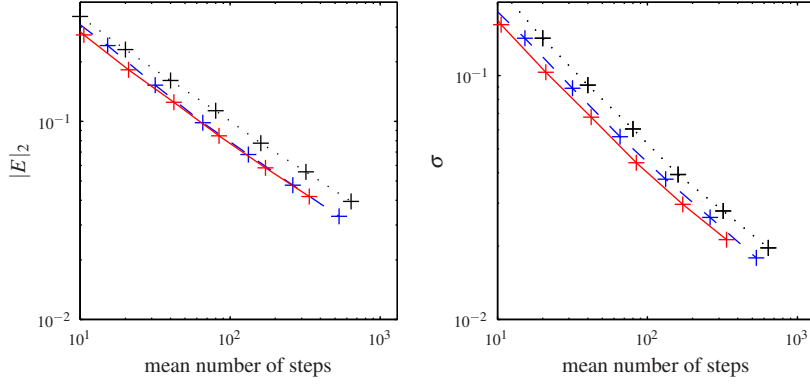 |E|₂
10⁻¹
10⁻²
10¹
10²
10³
mean number of steps
σ
10⁻¹
10⁻²
10¹
10²
10³
mean number of steps